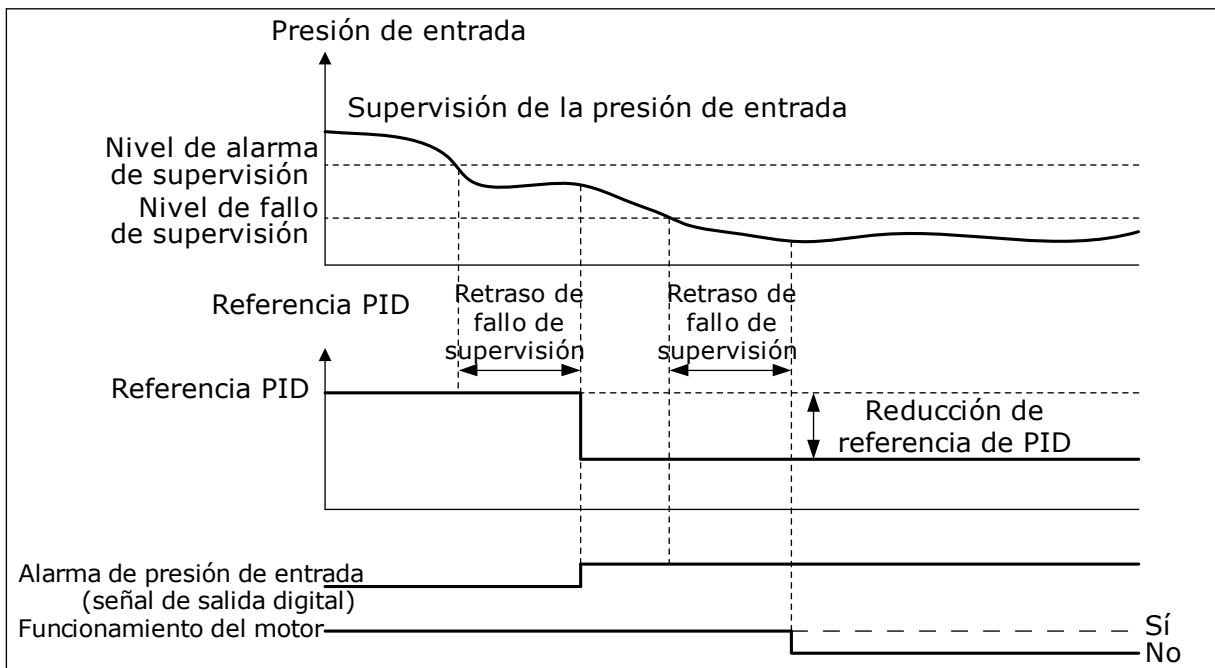 Presión de entrada
Supervisión de la presión de entrada
Nivel de alarma
de supervisión
Nivel de fallo
de supervisión
Referencia PID
Retraso de
fallo de
supervisión
Retraso de
fallo de
supervisión
Referencia PID
Reducción de
referencia de PID
Alarma de presión de entrada
(señal de salida digital)
Funcionamiento del motor
Sí
No